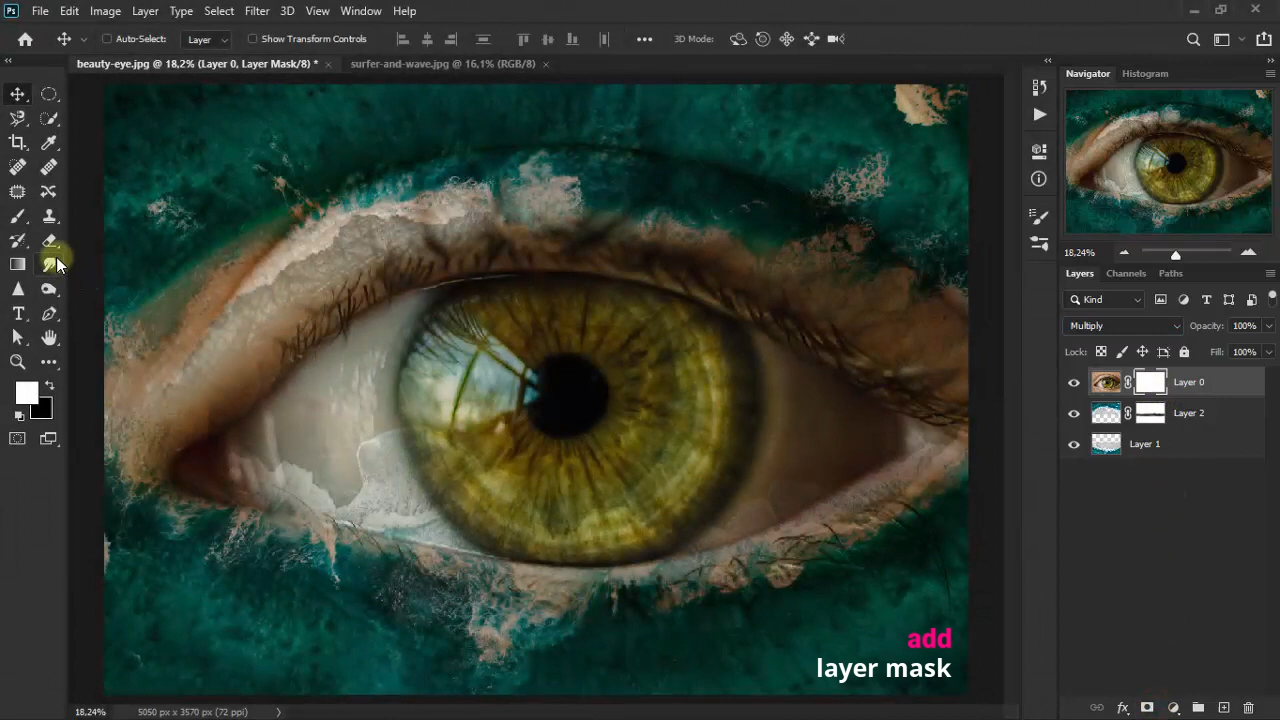 Ps File Edit Image Layer Type Select Filter 3D View Window Help
Auto-Select: Layer Show Transform Controls 3D Mode:
beauty-eye.jpg @ 18,2% (Layer 0, Layer Mask/8) * × surfer-and-wave.jpg @ 16,1% (RGB/8) ×
Navigator Histogram
18,24%
Layers Channels Paths
Kind
Multiply Opacity: 100%
Lock: Fill: 100%
Layer 0
Layer 2
Layer 1
add
layer mask
18,24% 5050 px x 3570 px (72 ppi)